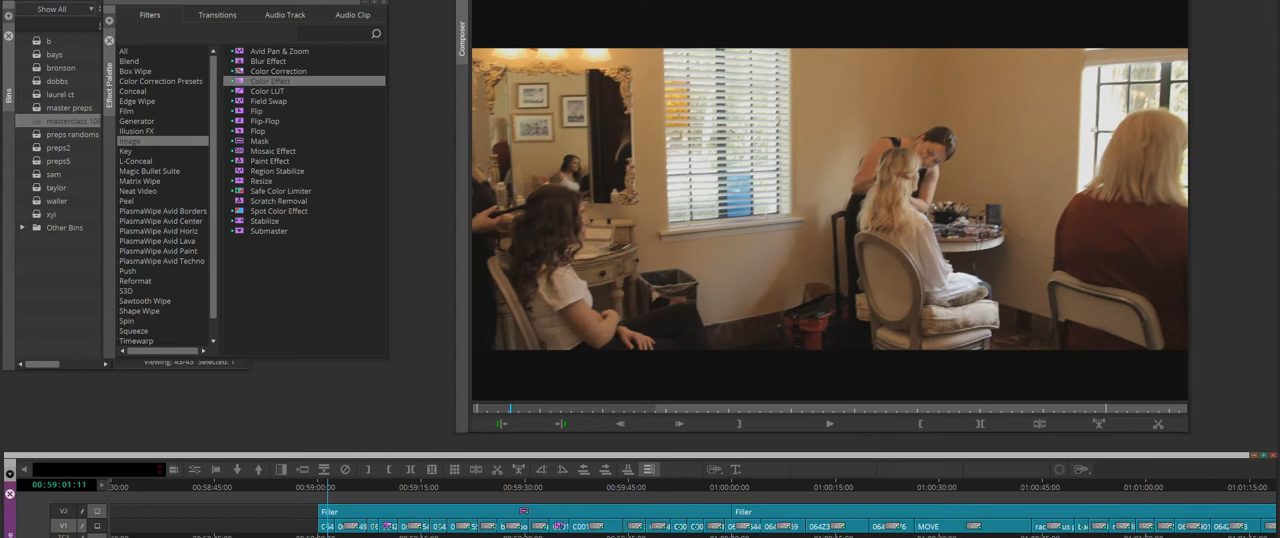 Show All
Filters
Transitions
Audio Track
Audio Clip
Bins
Effect Palette
Composer
b
bays
bronson
dobbs
laurel ct
master preps
masterclass 108
preps randoms
preps2
preps5
sam
taylor
waller
xyi
Other Bins
All
Blend
Box Wipe
Color Correction Presets
Conceal
Edge Wipe
Film
Generator
Illusion FX
Image
Key
L-Conceal
Magic Bullet Suite
Matrix Wipe
Neat Video
Peel
PlasmaWipe Avid Borders
PlasmaWipe Avid Center
PlasmaWipe Avid Horiz
PlasmaWipe Avid Lava
PlasmaWipe Avid Paint
PlasmaWipe Avid Techno
Push
Reformat
S3D
Sawtooth Wipe
Shape Wipe
Spin
Squeeze
Timewarp
Avid Pan & Zoom
Blur Effect
Color Correction
Color Effect
Color LUT
Field Swap
Flip
Flip-Flop
Flop
Mask
Mosaic Effect
Paint Effect
Region Stabilize
Resize
Safe Color Limiter
Scratch Removal
Spot Color Effect
Stabilize
Submaster
Viewing: 43/43 Selected: 1
00:59:01:11
:30:00 00:58:45:00 00:59:00:00 00:59:15:00 00:59:30:00 00:59:45:00 01:00:00:00 01:00:15:00 01:00:30:00 01:00:45:00 01:01:00:00 01:01:15:00
V2 Filler Filler
V1 C001 MOVE